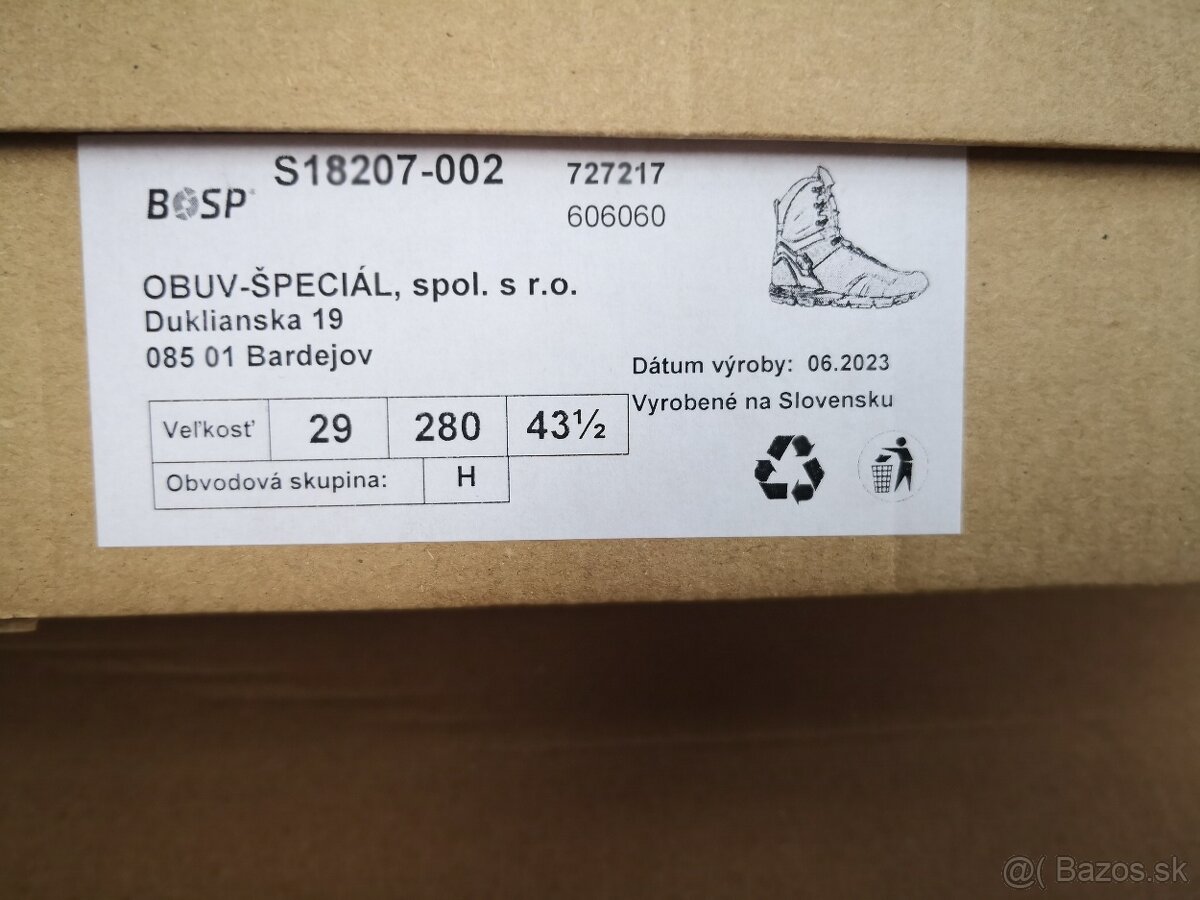 S18207-002
727217
BOSP
606060
OBUV-ŠPECIÁL, spol. s r.o.
Duklianska 19
085 01 Bardejov
Dátum výroby: 06.2023
Vyrobené na Slovensku
Veľkosť 29 280 43½
Obvodová skupina: H
@( Bazos.sk